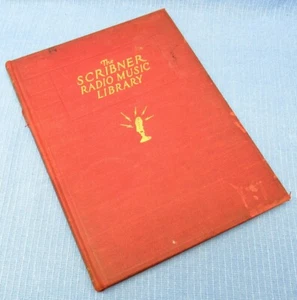 The
SCRIBNER
RADIO MUSIC
LIBRARY